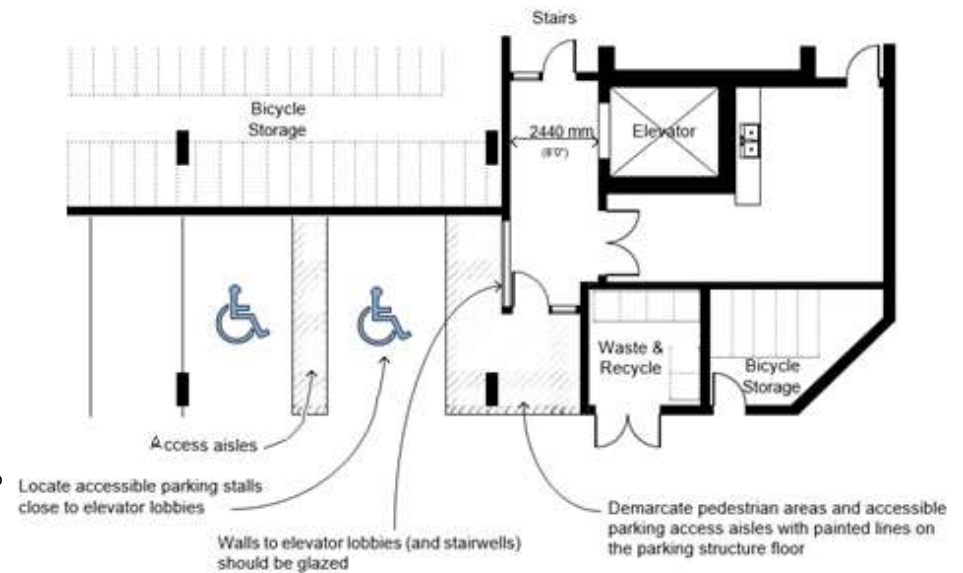 Stairs
Bicycle
Storage
2440 mm
(8'0")
Elevator
Waste &
Recycle
Bicycle
Storage
Access aisles
Locate accessible parking stalls
close to elevator lobbies
Walls to elevator lobbies (and stairwells)
should be glazed
Demarcate pedestrian areas and accessible
parking access aisles with painted lines on
the parking structure floor